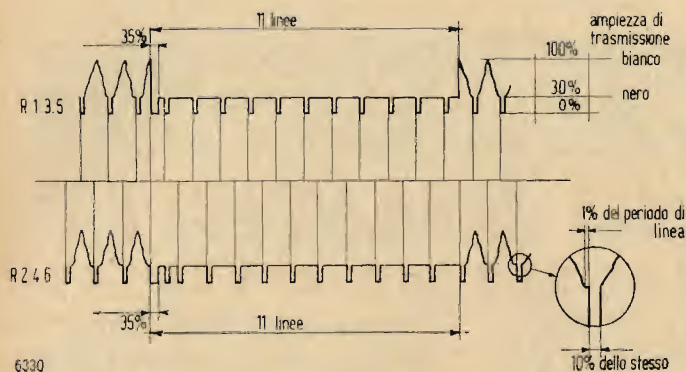 11 linee
35%
ampiezza di
trasmissione
100%
bianco
30%
nero
0%
R 1.3.5
1% del periodo di
linea
R 2.4.6
35%
11 linee
10% dello stesso
6330